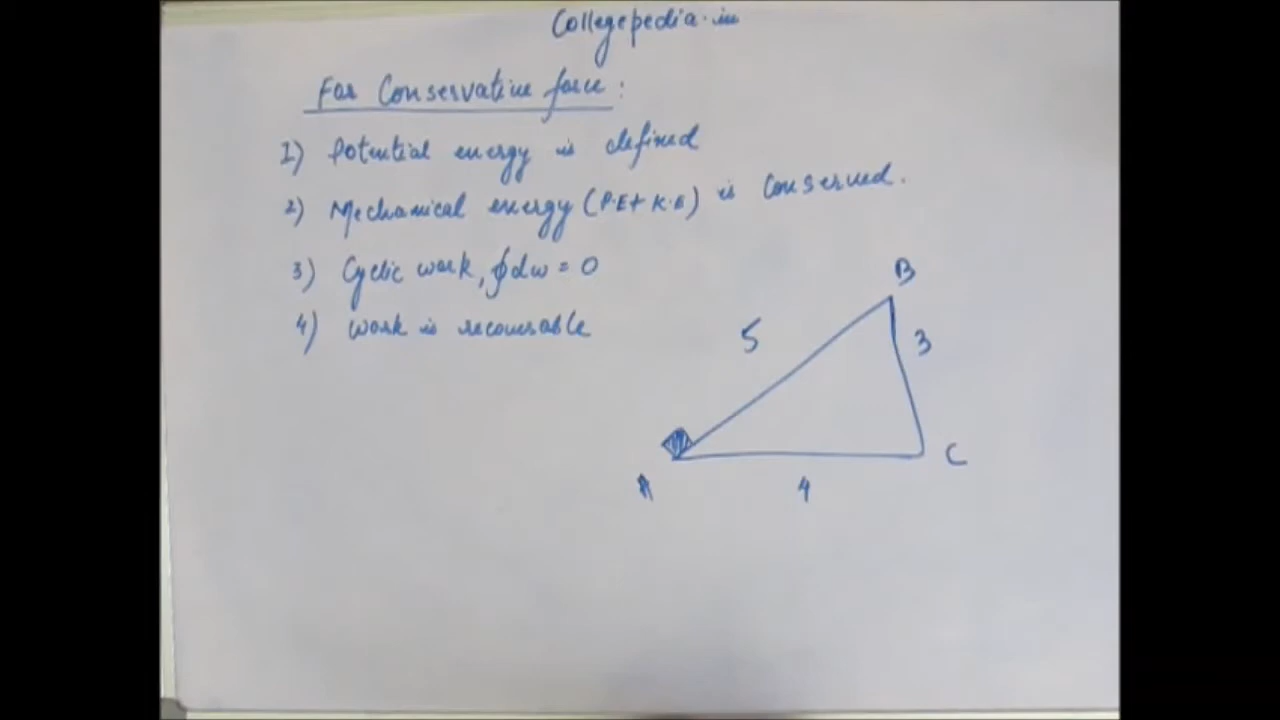 Collegepedia.in
For Conservative force:
1) Potential energy is defined
2) Mechanical energy (P.E + K.E) is conserved.
3) Cyclic work, ∮dw = 0
4) work is recoverable
B
5
3
C
A
4